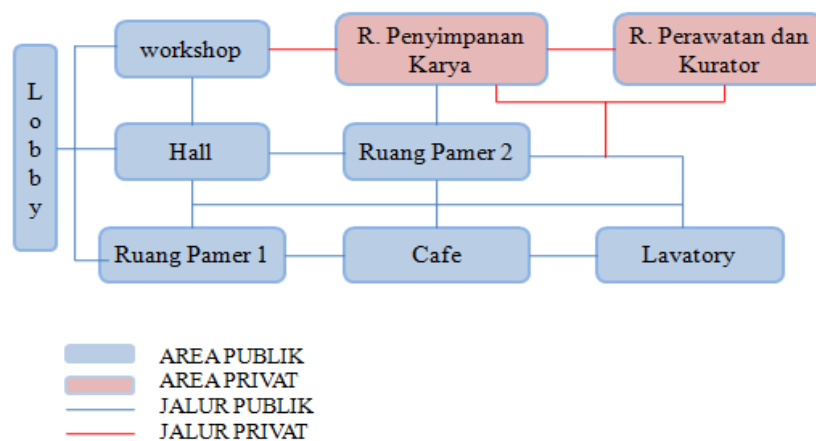 workshop
R. Penyimpanan
Karya
R. Perawatan dan
Kurator
Lobby
Hall
Ruang Pamer 2
Ruang Pamer 1
Cafe
Lavatory
AREA PUBLIK
AREA PRIVAT
JALUR PUBLIK
JALUR PRIVAT